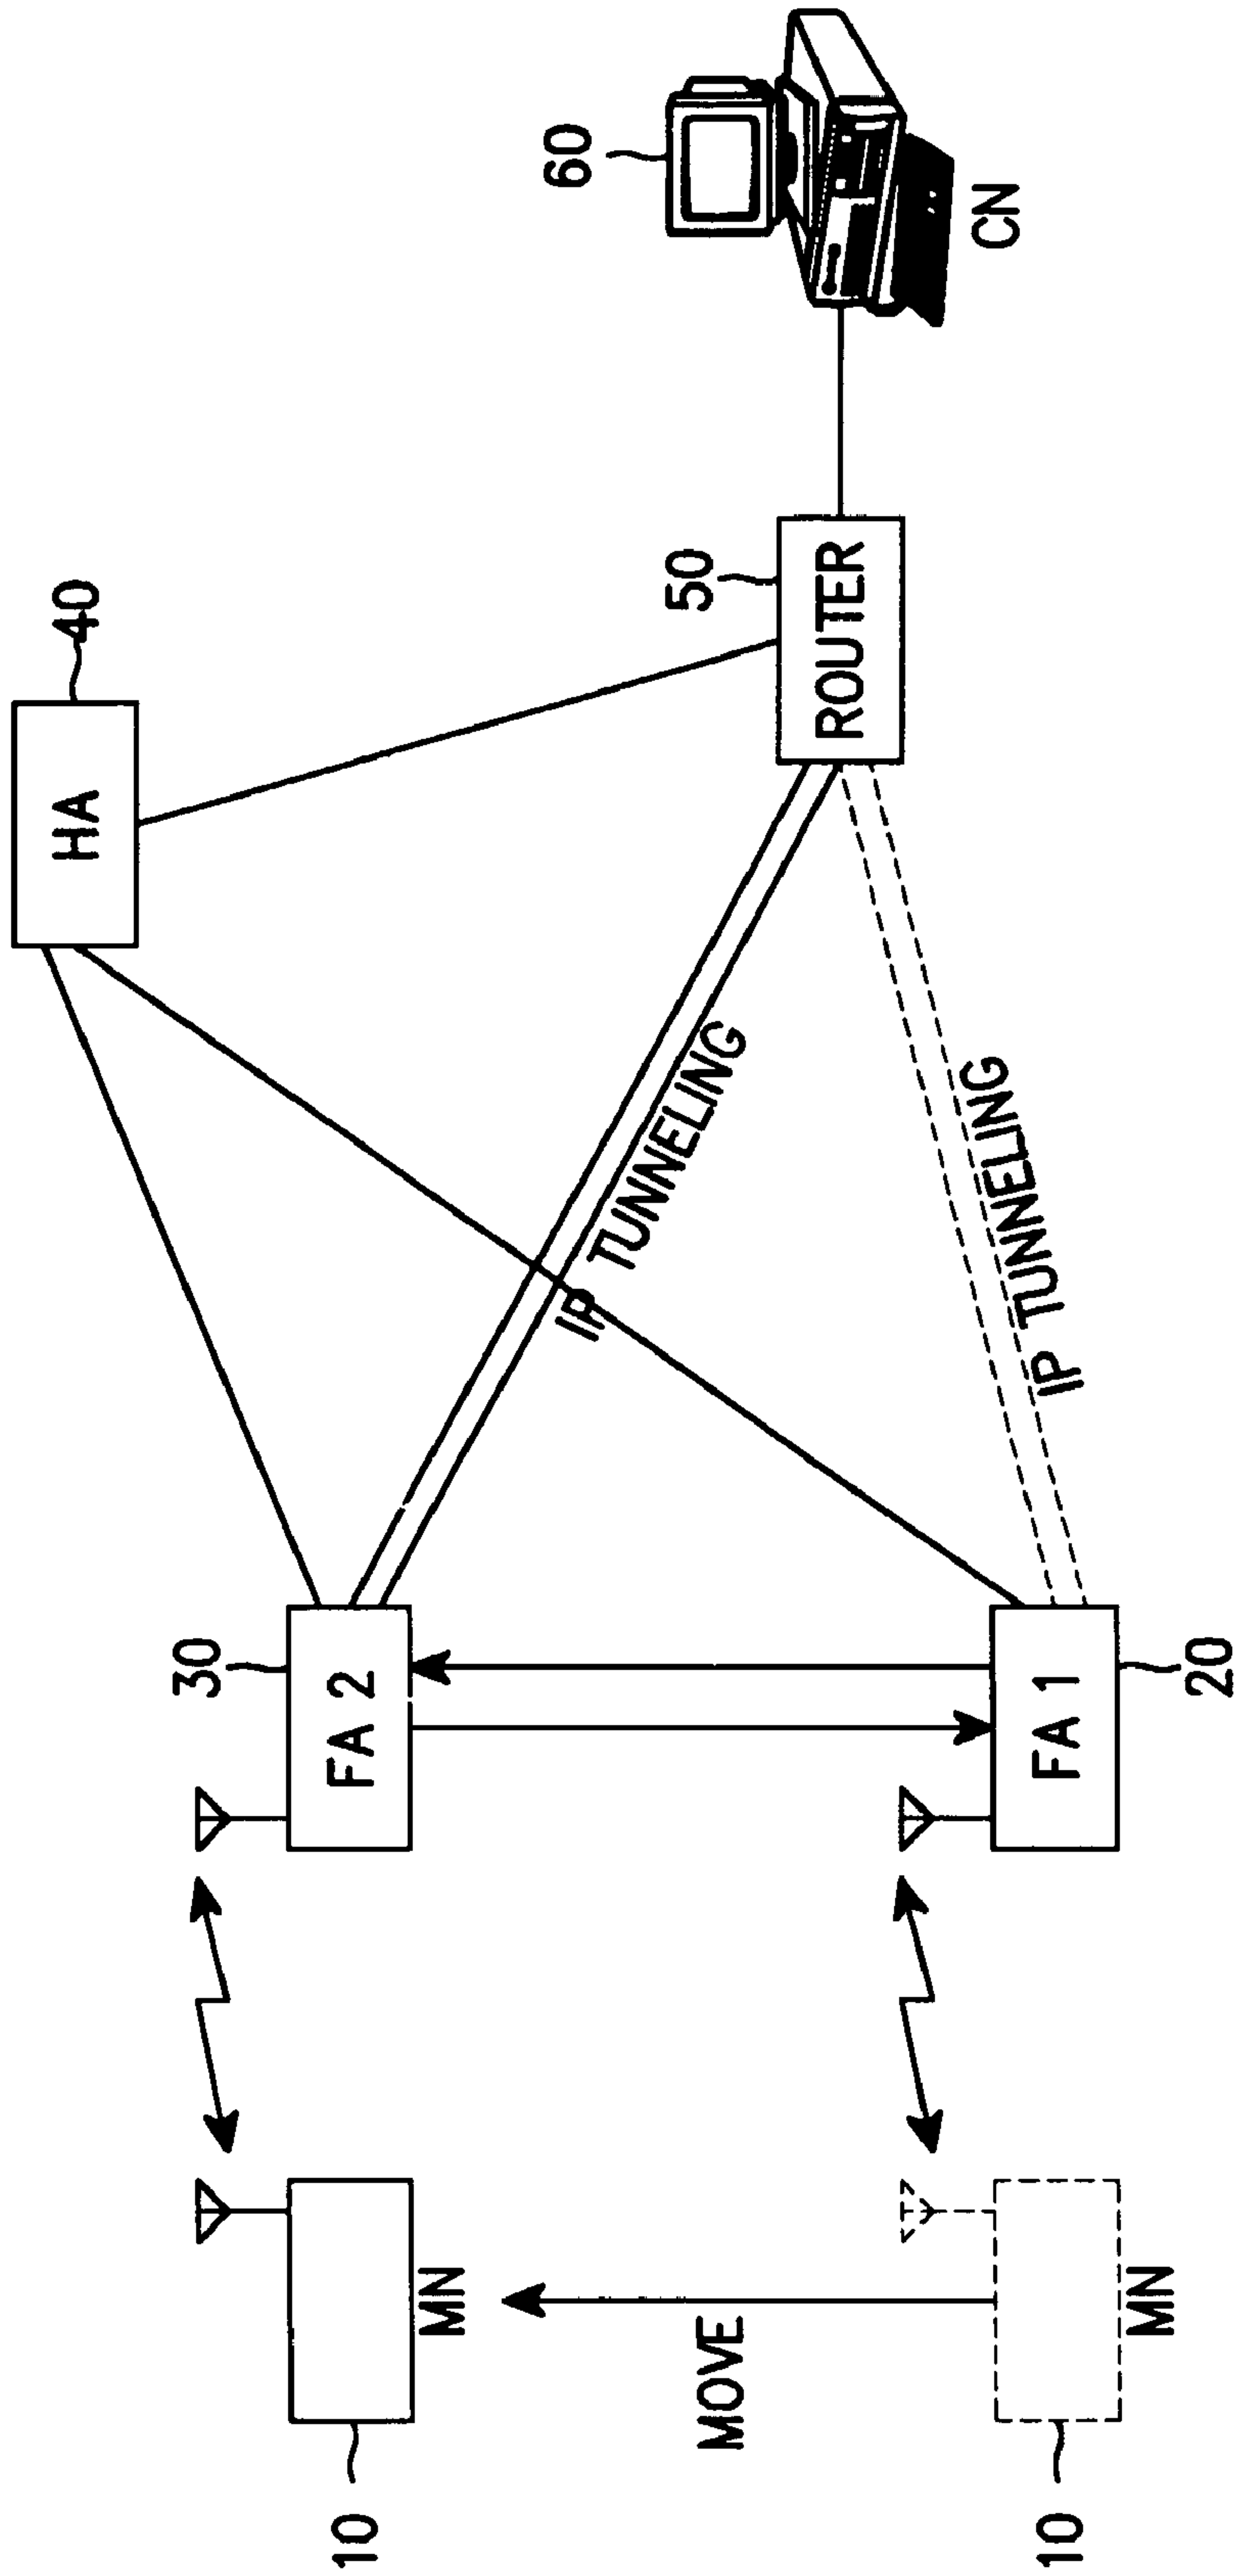 HA
40
30
FA 2
10
MN
IP TUNNELING
50
ROUTER
60
CN
MOVE
IP TUNNELING
FA 1
20
10
MN